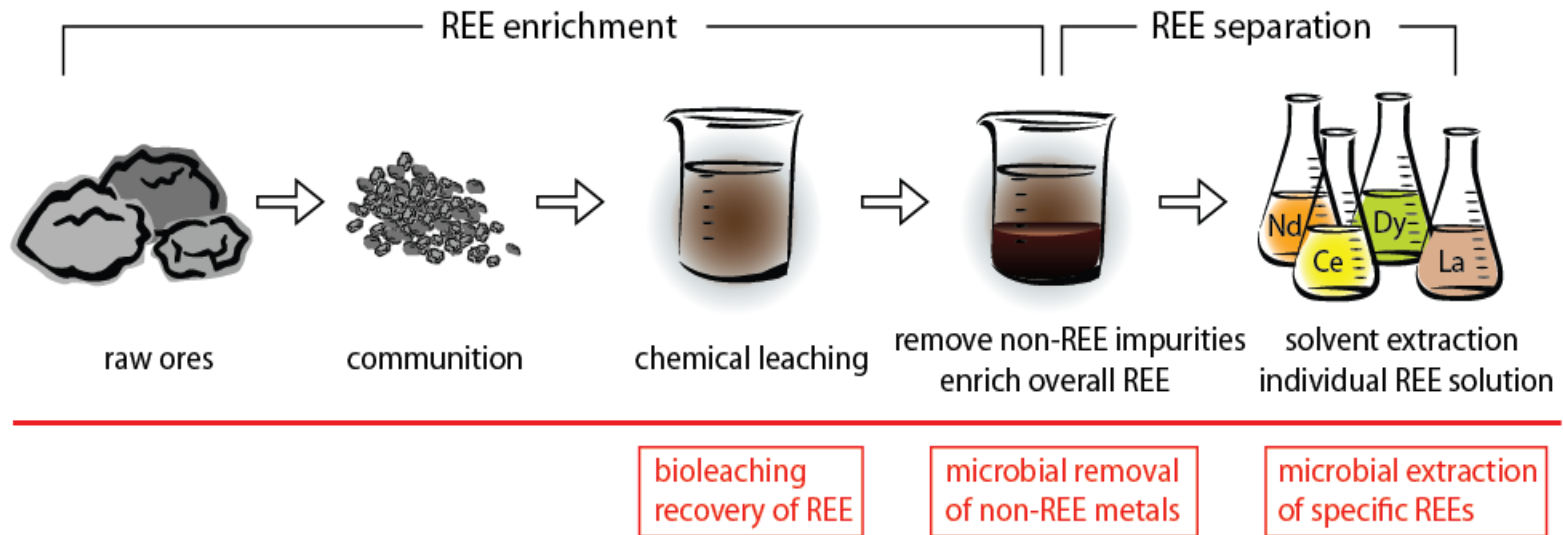 REE enrichment
REE separation
Nd
Dy
Ce
La
raw ores
communition
chemical leaching
remove non-REE impurities
enrich overall REE
solvent extraction
individual REE solution
bioleaching
recovery of REE
microbial removal
of non-REE metals
microbial extraction
of specific REEs